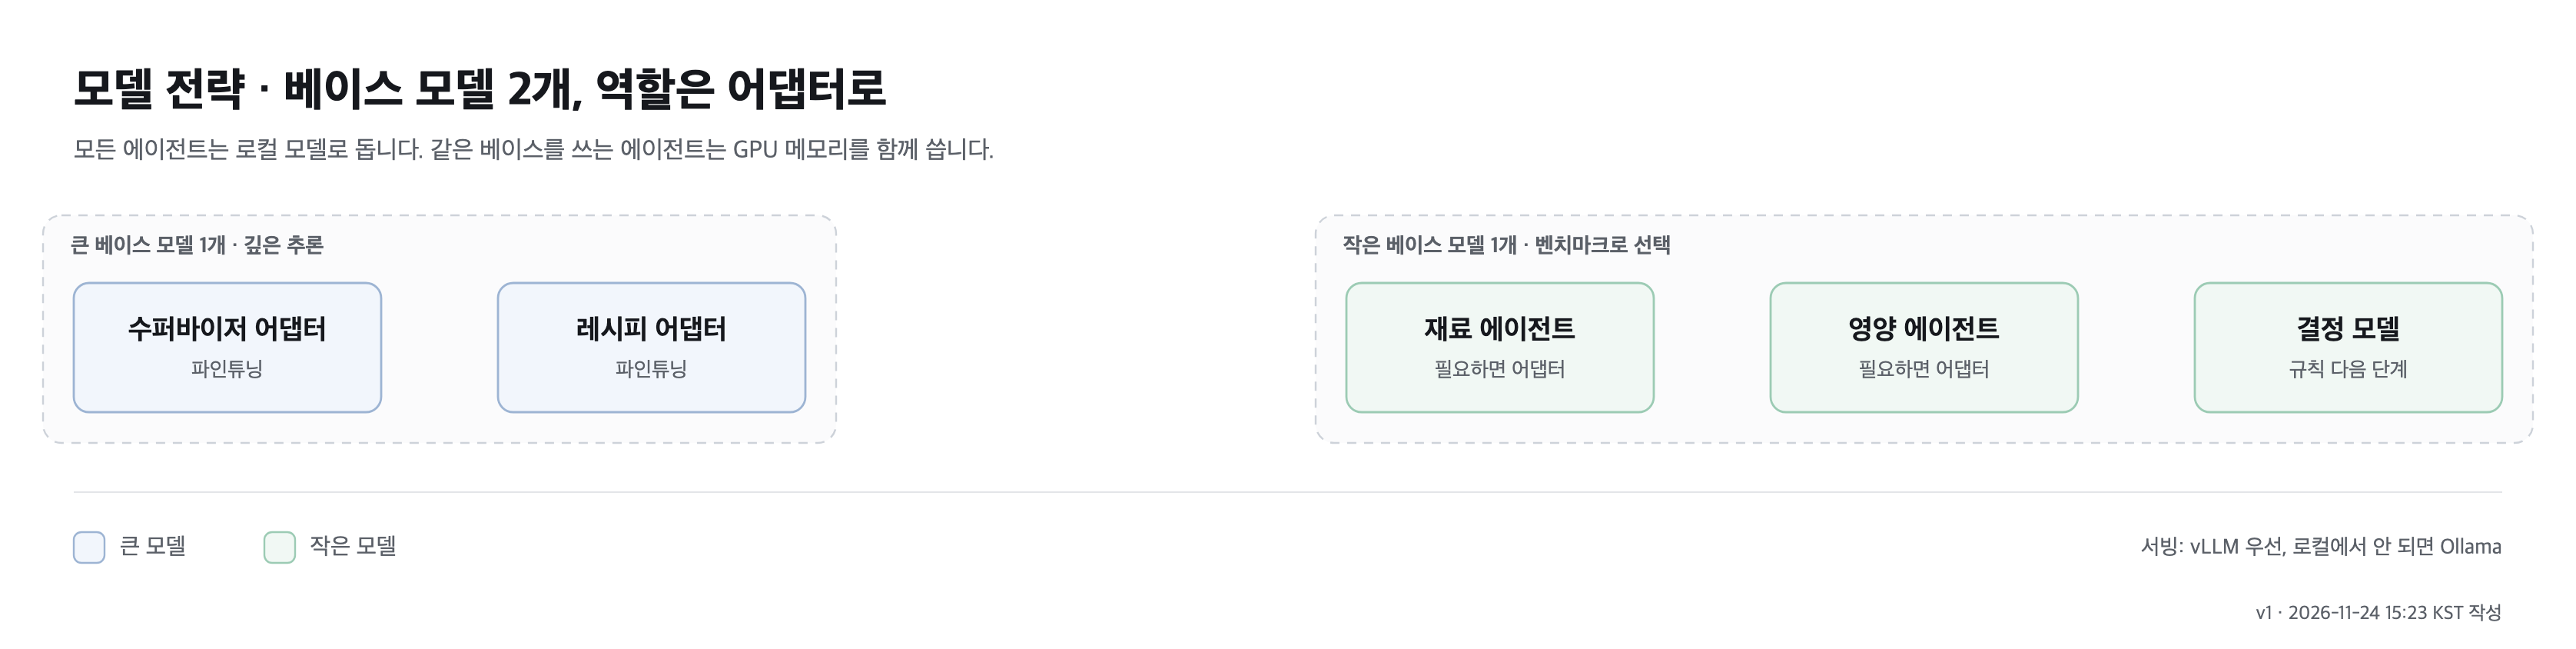 모델 전략 · 베이스 모델 2개, 역할은 어댑터로
모든 에이전트는 로컬 모델로 돕니다. 같은 베이스를 쓰는 에이전트는 GPU 메모리를 함께 씁니다.
큰 베이스 모델 1개 · 깊은 추론
수퍼바이저 어댑터
파인튜닝
레시피 어댑터
파인튜닝
작은 베이스 모델 1개 · 벤치마크로 선택
재료 에이전트
필요하면 어댑터
영양 에이전트
필요하면 어댑터
결정 모델
규칙 다음 단계
큰 모델
작은 모델
서빙: vLLM 우선, 로컬에서 안 되면 Ollama
v1 · 2026-11-24 15:23 KST 작성